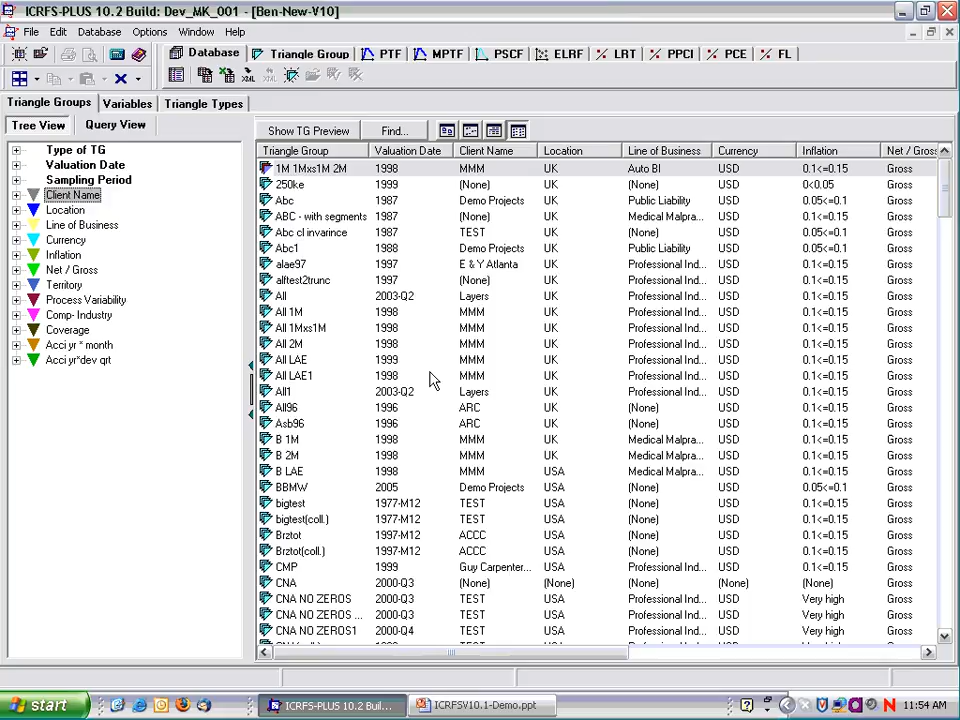 ICRFS-PLUS 10.2 Build: Dev_MK_001 - [Ben-New-V10]
File Edit Database Options Window Help
Database Triangle Group PTF MPTF PSCF ELRF LRT PPCI PCE FL
XML XML
Triangle Groups Variables Triangle Types
Tree View Query View
Show TG Preview Find...
Type of TG
Valuation Date
Sampling Period
Client Name
Location
Line of Business
Currency
Inflation
Net / Gross
Territory
Process Variability
Comp- Industry
Coverage
Acci yr * month
Acci yr*dev qrt
Triangle Group Valuation Date Client Name Location Line of Business Currency Inflation Net / Gross
1M 1Mxs1M 2M 1998 MMM UK Auto BI USD 0.1<=0.15 Gross
250ke 1999 (None) UK (None) USD 0<0.05 Gross
Abc 1987 Demo Projects UK Public Liability USD 0.05<=0.1 Gross
ABC - with segments 1987 (None) UK Medical Malpra... USD 0.1<=0.15 Gross
Abc cl invarince 1987 TEST UK (None) USD 0.05<=0.1 Gross
Abc1 1988 Demo Projects UK Public Liability USD 0.05<=0.1 Gross
alae97 1997 E & Y Atlanta UK Professional Ind... USD 0.1<=0.15 Gross
alftest2trunc 1997 (None) UK Professional Ind... USD 0.1<=0.15 Gross
All 2003-Q2 Layers UK Professional Ind... USD 0.1<=0.15 Gross
All 1M 1998 MMM UK Professional Ind... USD 0.1<=0.15 Gross
All 1Mxs1M 1998 MMM UK Professional Ind... USD 0.1<=0.15 Gross
All 2M 1998 MMM UK Professional Ind... USD 0.1<=0.15 Gross
All LAE 1999 MMM UK Professional Ind... USD 0.1<=0.15 Gross
All LAE1 1998 MMM UK Professional Ind... USD 0.1<=0.15 Gross
All1 2003-Q2 Layers UK Professional Ind... USD 0.1<=0.15 Gross
All96 1996 ARC UK (None) USD 0.1<=0.15 Gross
Asb96 1996 ARC UK (None) USD 0.1<=0.15 Gross
B 1M 1998 MMM UK Medical Malpra... USD 0.1<=0.15 Gross
B 2M 1998 MMM UK Medical Malpra... USD 0.1<=0.15 Gross
B LAE 1998 MMM USA Medical Malpra... USD 0.1<=0.15 Gross
BBMW 2005 Demo Projects USA (None) USD 0.05<=0.1 Gross
bigtest 1977-M12 TEST USA (None) USD 0.1<=0.15 Gross
bigtest(coll.) 1977-M12 TEST USA (None) USD 0.1<=0.15 Gross
Brztot 1997-M12 ACCC USA (None) USD 0.1<=0.15 Gross
Brztot(coll.) 1997-M12 ACCC USA (None) USD 0.1<=0.15 Gross
CMP 1999 Guy Carpenter... USA Professional Ind... USD 0.1<=0.15 Gross
CNA 2000-Q3 (None) (None) (None) (None) (None) Gross
CNA NO ZEROS 2000-Q3 TEST USA Professional Ind... USD Very high Gross
CNA NO ZEROS ... 2000-Q3 TEST USA Professional Ind... USD Very high Gross
CNA NO ZEROS1 2000-Q4 TEST USA Professional Ind... USD Very high Gross
start ICRFS-PLUS 10.2 Buil... ICRFSV10.1-Demo.ppt 11:54 AM